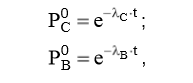 P_C^0 = e^{-λ_C·t} ;
P_B^0 = e^{-λ_B·t} ,